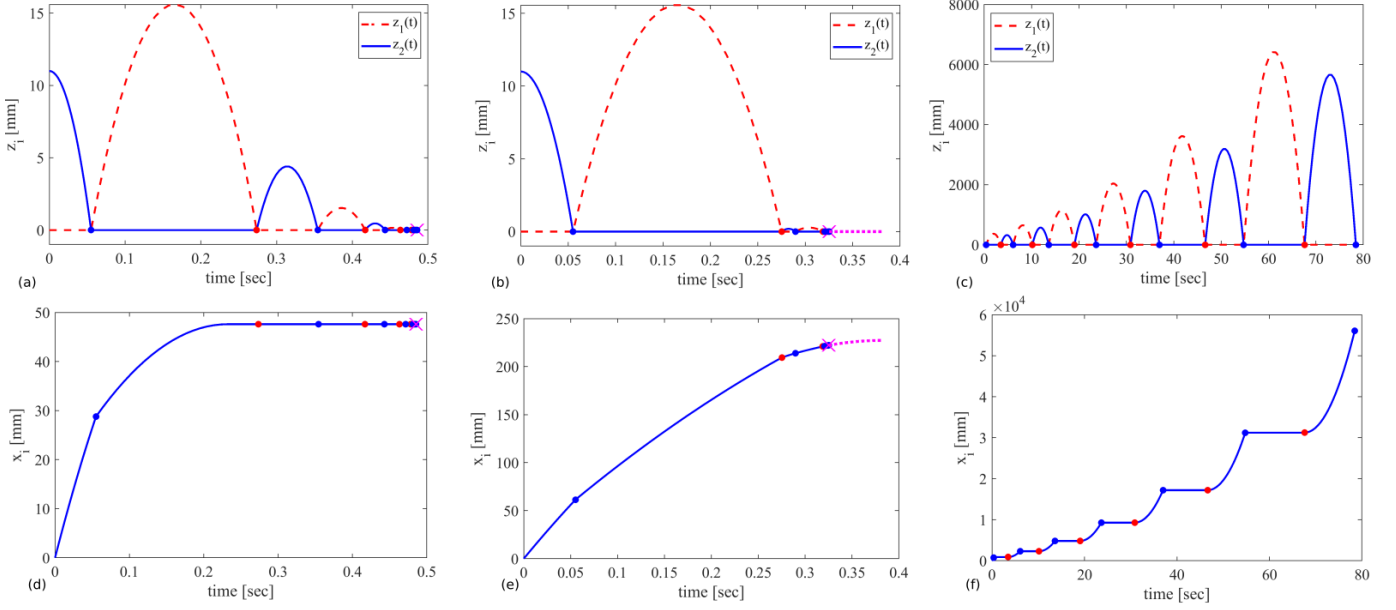 15
10
5
0
z_i [mm]
0 0.1 0.2 0.3 0.4 0.5
time [sec]
z_1(t)
z_2(t)
(a)
15
10
5
0
z_i [mm]
0 0.05 0.1 0.15 0.2 0.25 0.3 0.35 0.4
time [sec]
z_1(t)
z_2(t)
(b)
8000
6000
4000
2000
0
z_i [mm]
0 10 20 30 40 50 60 70 80
time [sec]
z_1(t)
z_2(t)
(c)
50
40
30
20
10
0
x_i [mm]
0 0.1 0.2 0.3 0.4 0.5
time [sec]
(d)
250
200
150
100
50
0
x_i [mm]
0 0.05 0.1 0.15 0.2 0.25 0.3 0.35 0.4
time [sec]
(e)
× 10^4
6
5
4
3
2
1
0
x_i [mm]
0 20 40 60 80
time [sec]
(f)